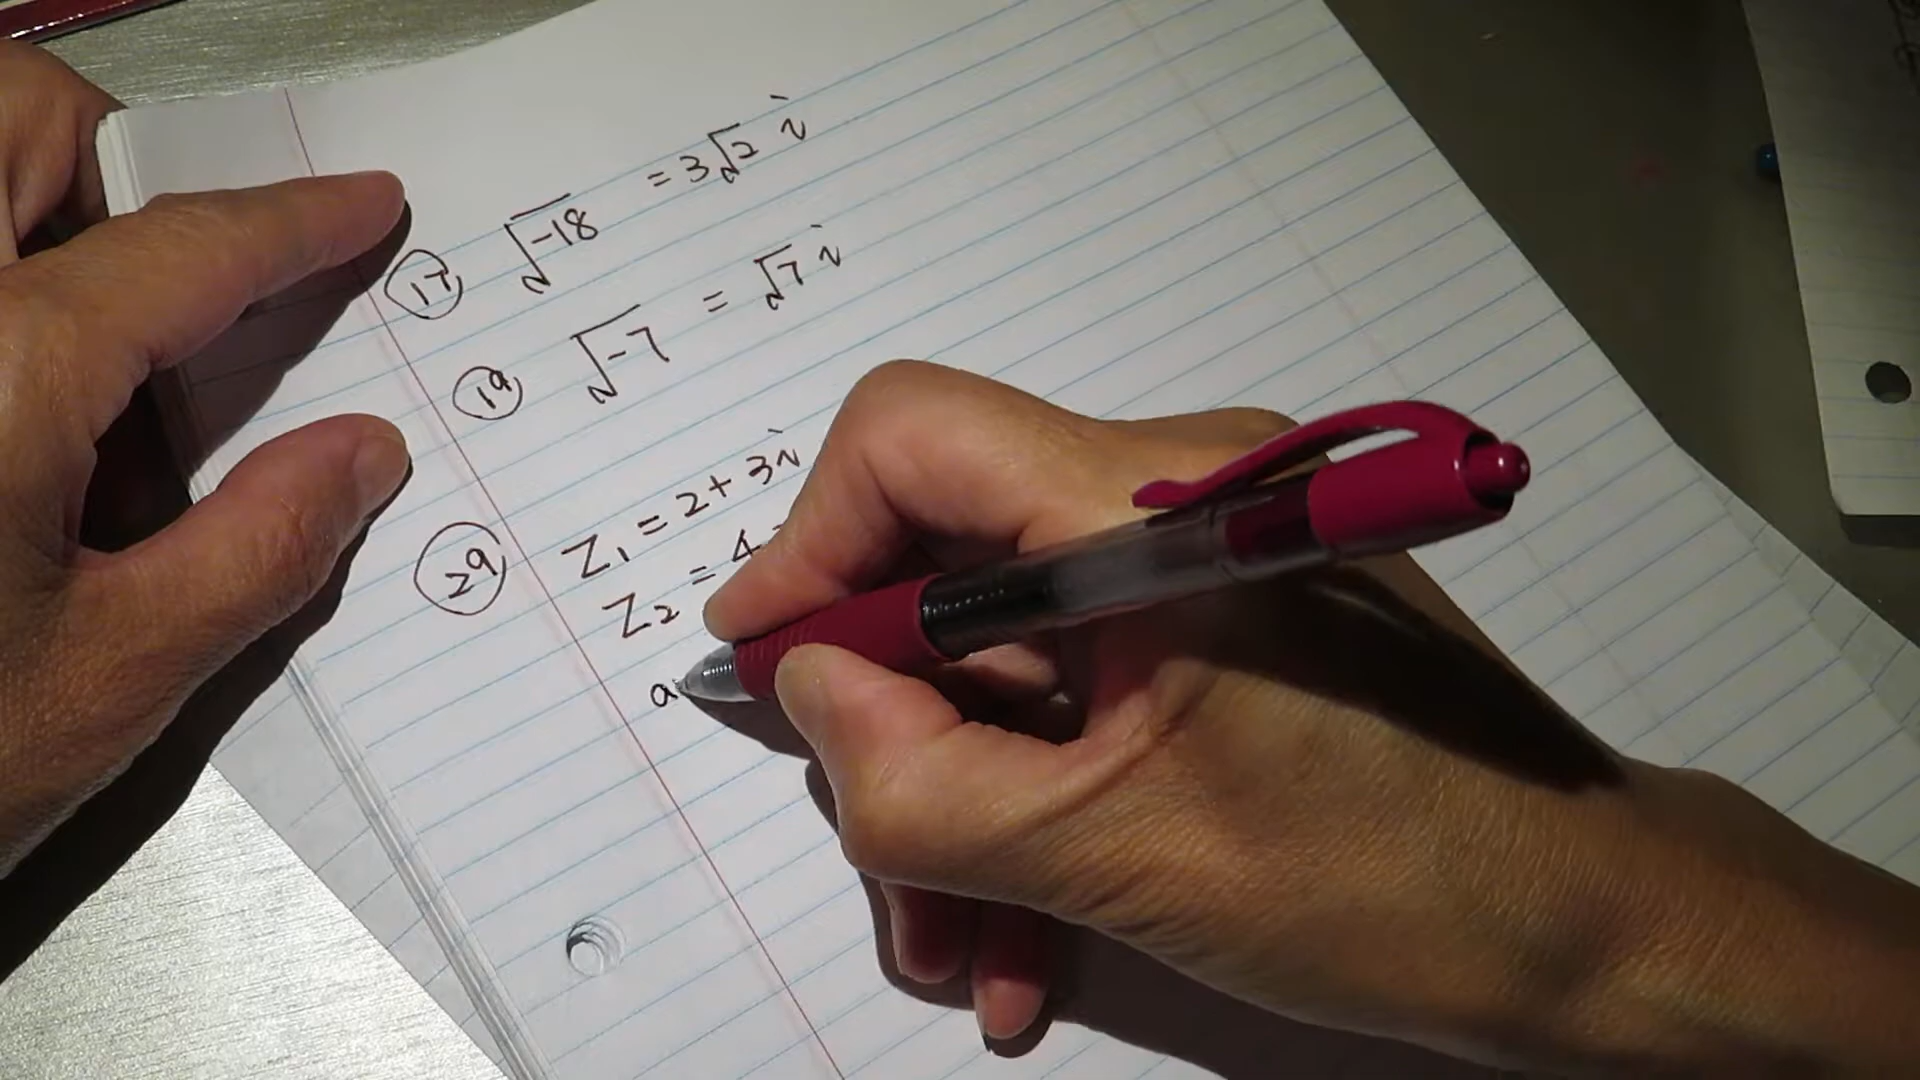 ⑰ √-18 = 3√2 i
⑲ √-7 = √7 i
㉙ Z₁ = 2 + 3i
Z₂ = 4
a